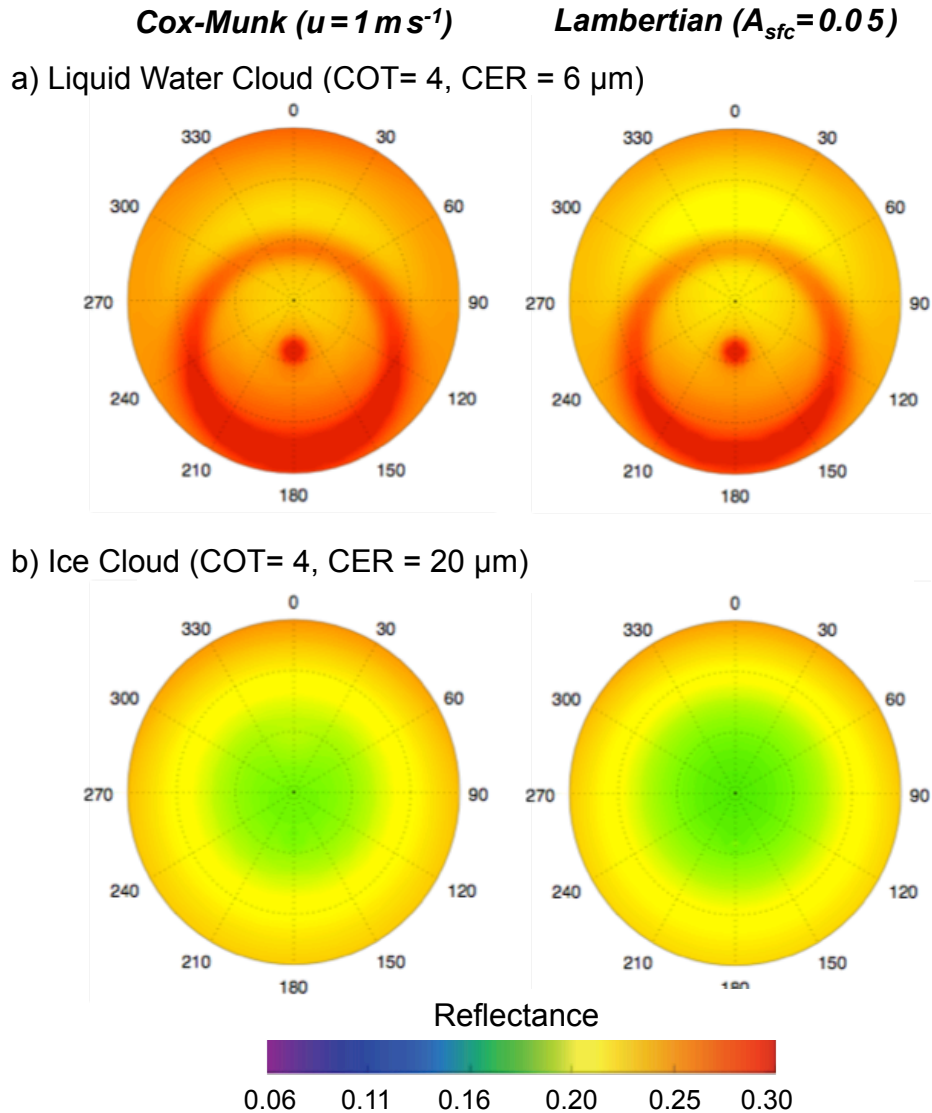 Cox-Munk (u = 1 m s-1) Lambertian (Asfc= 0.05)
a) Liquid Water Cloud (COT= 4, CER = 6 µm)
0 0
330 30 330 30
300 60 300 60
270 90 270 90
240 120 240 120
210 150 210 150
180 180
b) Ice Cloud (COT= 4, CER = 20 µm)
0 0
330 30 330 30
300 60 300 60
270 90 270 90
240 120 240 120
210 150 210 150
180 180
Reflectance
0.06 0.11 0.16 0.20 0.25 0.30